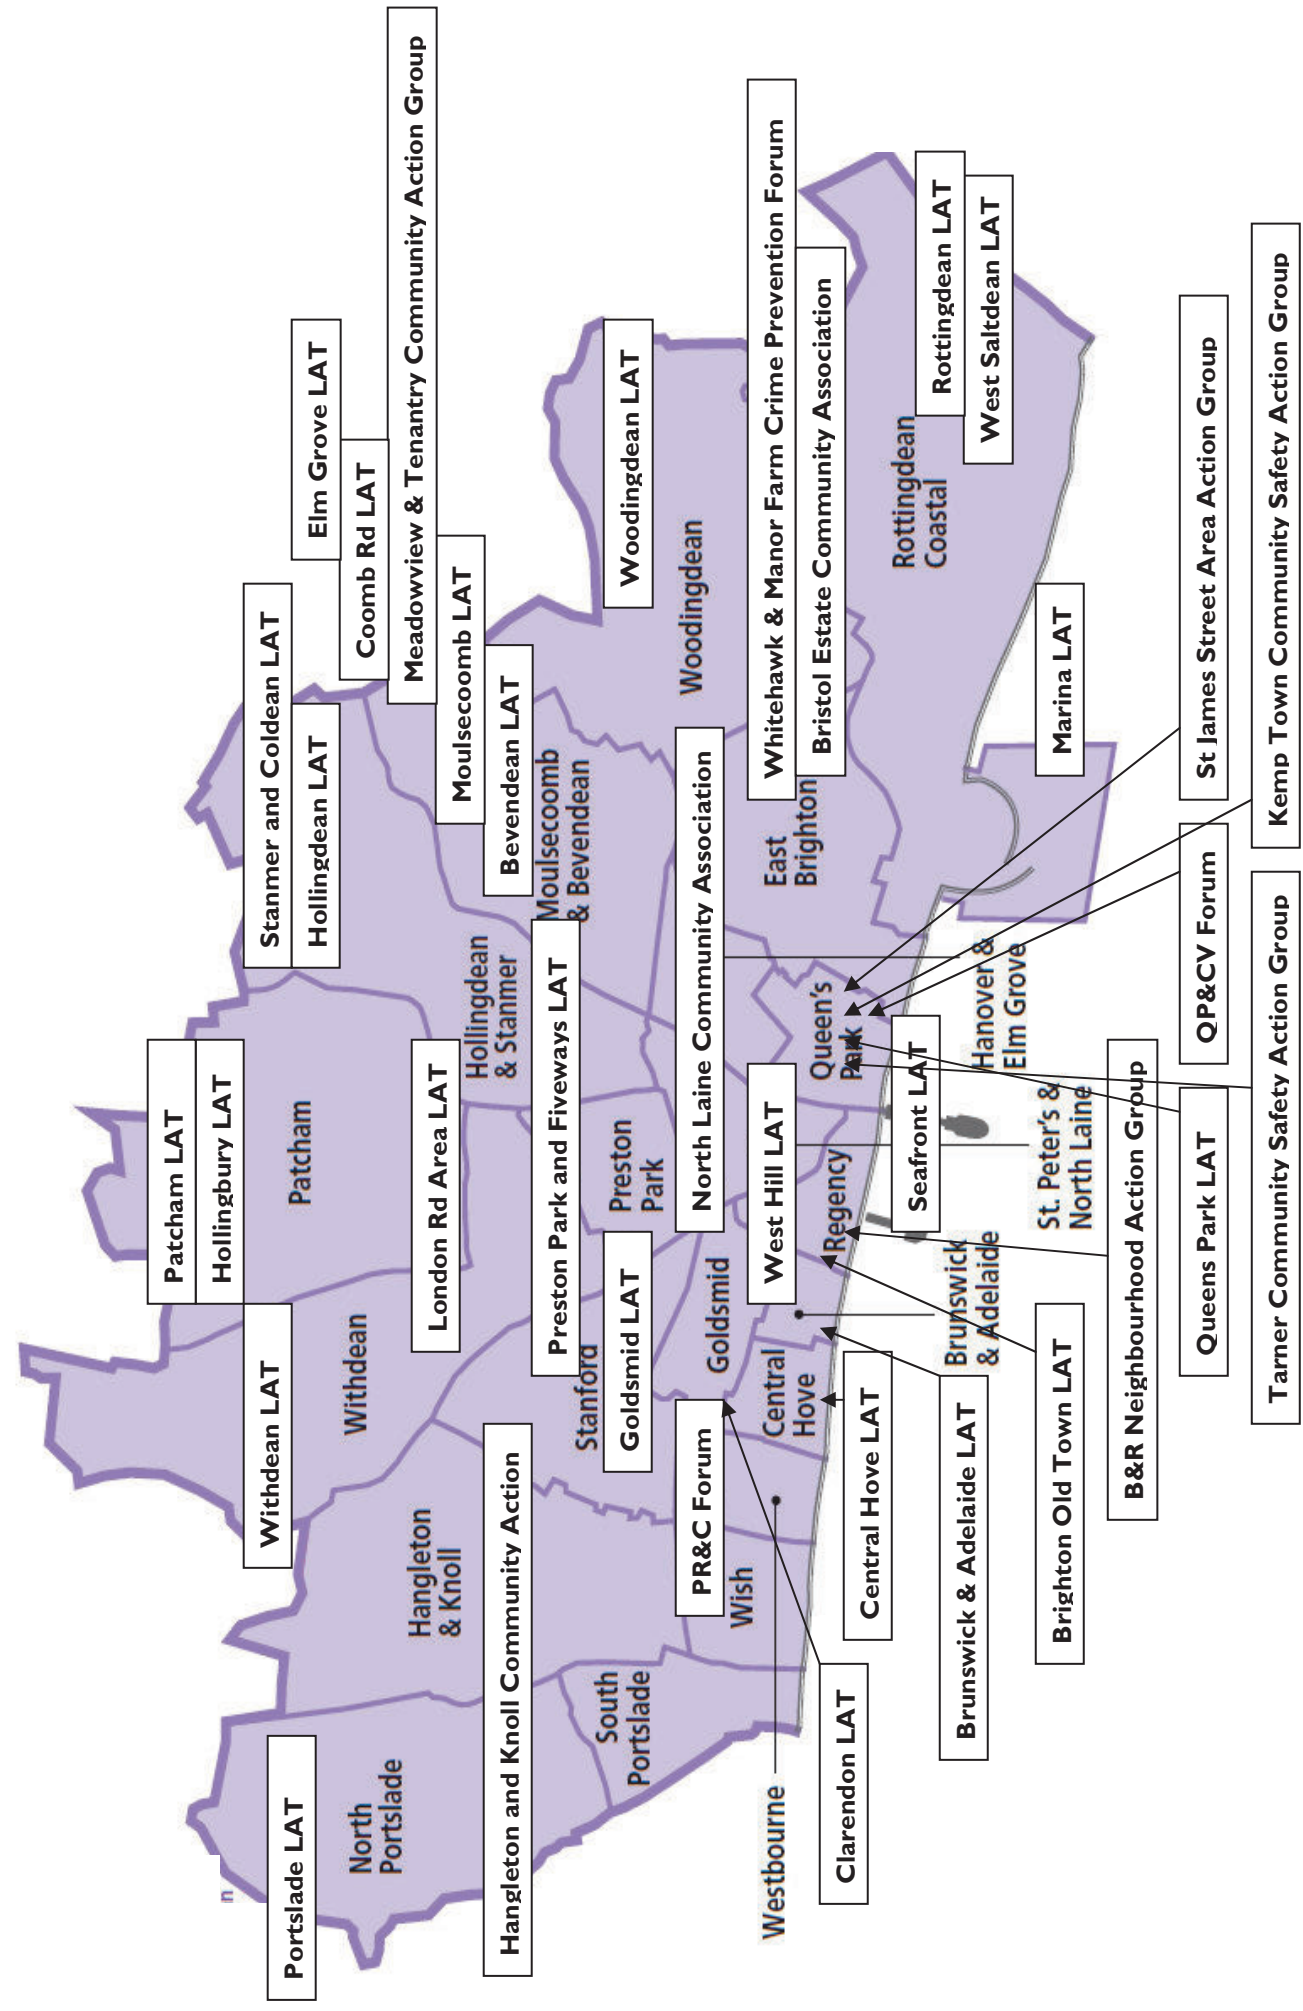 Portslade LAT
Withdean LAT
Patcham LAT
Hollingbury LAT
Stanmer and Coldean LAT
Hollingdean LAT
Elm Grove LAT
Coomb Rd LAT
Meadowview & Tenantry Community Action Group
Moulsecoomb LAT
Bevendean LAT
n
North
Portslade
Hangleton
& Knoll
Withdean
Patcham
London Rd Area LAT
Hollingdean
& Stanmer
Moulsecoomb
& Bevendean
Woodingdean LAT
Woodingdean
Hangleton and Knoll Community Action
Preston Park and Fiveways LAT
Stanford
Goldsmid LAT
Preston
Park
South
Portslade
PR&C Forum
Wish
Goldsmid
North Laine Community Association
West Hill LAT
Whitehawk & Manor Farm Crime Prevention Forum
Bristol Estate Community Association
East
Brighton
Queen's
Park
Central
Hove
Regency
Westbourne
Rottingdean
Coastal
Rottingdean LAT
West Saltdean LAT
Clarendon LAT
Central Hove LAT
Seafront LAT
Brunswick
& Adelaide
Hanover &
Elm Grove
St. Peter's &
North Laine
Marina LAT
Brunswick & Adelaide LAT
Brighton Old Town LAT
B&R Neighbourhood Action Group
Queens Park LAT
QP&CV Forum
St James Street Area Action Group
Tarner Community Safety Action Group
Kemp Town Community Safety Action Group